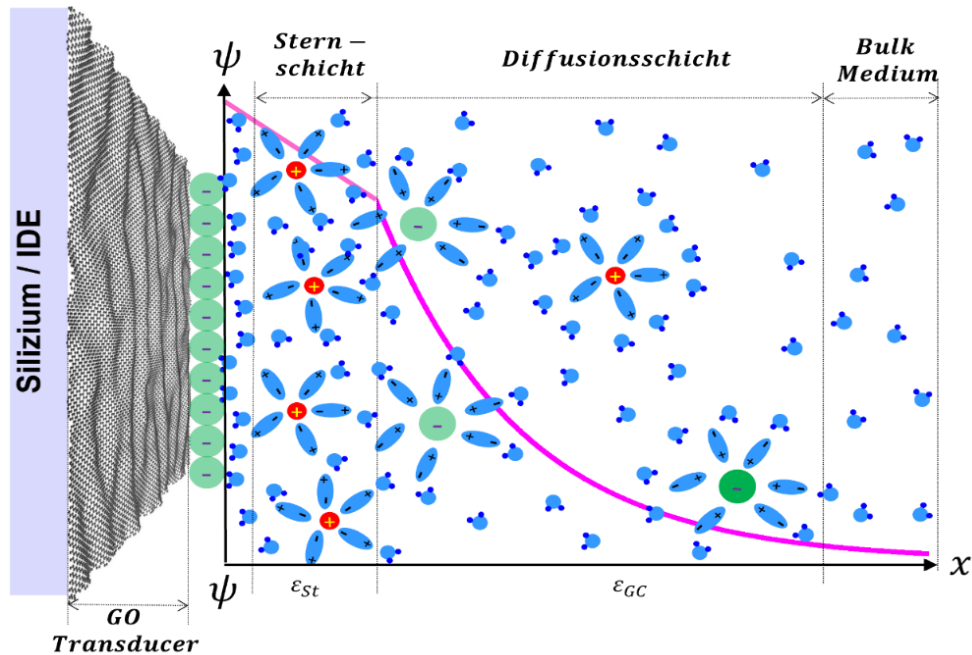 Stern -
schicht
Diffusionsschicht
Bulk
Medium
ψ
Silizium / IDE
x
ψ
ε_St
ε_GC
GO
Transducer